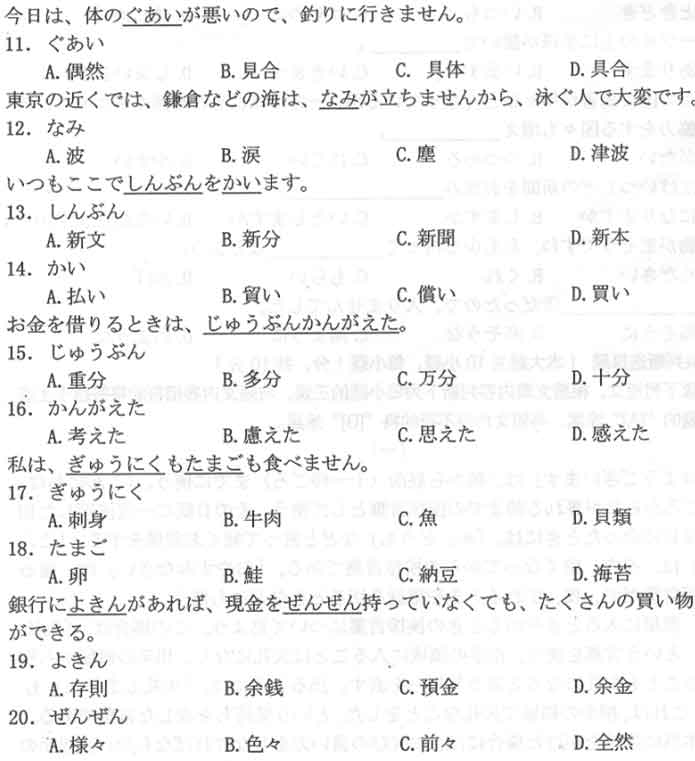 今日は、体のぐあいが悪いので、釣りに行きません。
11. ぐあい
A.偶然 B.見合 C. 具体 D.具合
東京の近くでは、鎌倉などの海は、なみが立ちませんから、泳ぐ人で大変です。
12. なみ
A.波 B.涙 C.塵 D.津波
いつもここでしんぶんをかいます。
13. しんぶん
A.新文 B.新分 C.新聞 D.新本
14. かい
A.払い B.貿い C.償い D.買い
お金を借りるときは、じゅうぶんかんがえた。
15. じゅうぶん
A.重分 B.多分 C.万分 D.十分
16. かんがえた
A.考えた B.慮えた C.思えた D.感えた
私は、ぎゅうにくもたまごも食べません。
17. ぎゅうにく
A.刺身 B.牛肉 C.魚 D.貝類
18. たまご
A.卵 B.鮭 C.納豆 D.海苔
銀行によきんがあれば、現金をぜんぜん持っていなくても、たくさんの買い物
ができる。
19. よきん
A.存則 B.余銭 C.預金 D.余金
20. ぜんぜん
A.様々 B.色々 C.前々 D.全然